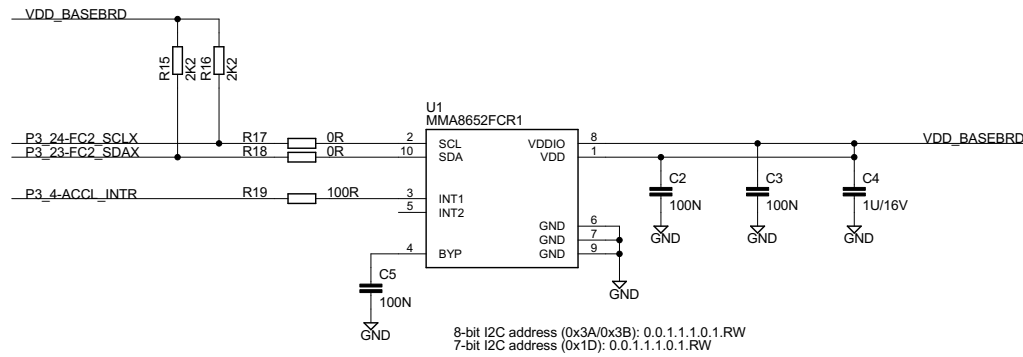 VDD_BASEBRD
R15
2K2
R16
2K2
U1
MMA8652FCR1
P3_24-FC2_SCLX R17 0R 2 SCL VDDIO 8 VDD_BASEBRD
P3_23-FC2_SDAX R18 0R 10 SDA VDD 1
C2 C3 C4
P3_4-ACCL_INTR R19 100R 3 INT1 100N 100N 1U/16V
5 INT2
GND 6 GND GND GND
GND 7
4 BYP GND 9
C5
100N GND
GND
8-bit I2C address (0x3A/0x3B): 0.0.1.1.1.0.1.RW
7-bit I2C address (0x1D): 0.0.1.1.1.0.1.RW